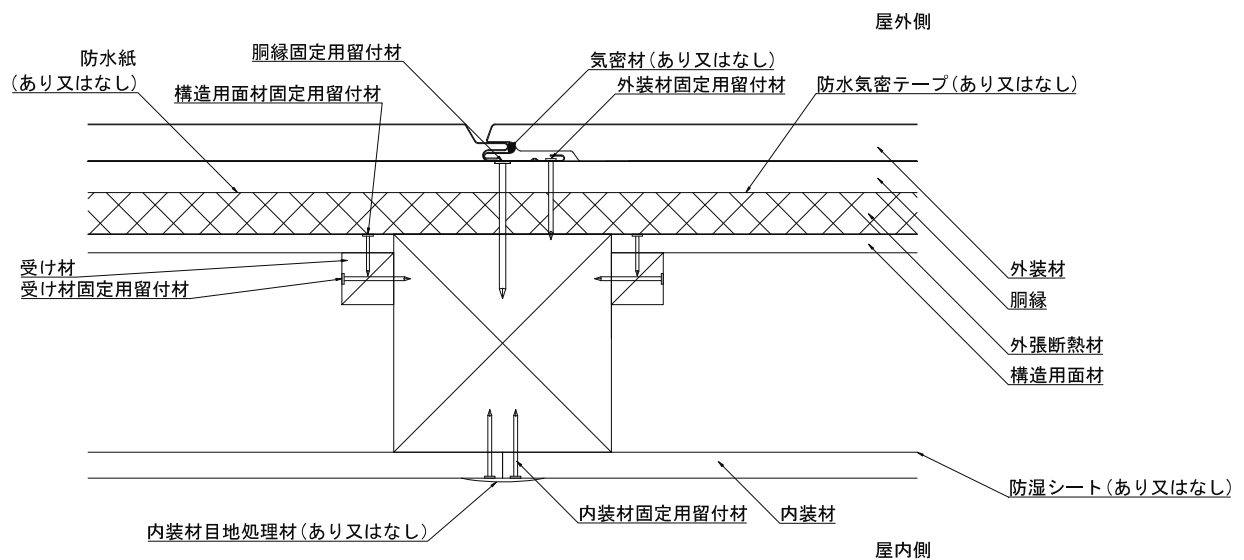 屋外側
防水紙
(あり又はなし)
胴縁固定用留付材
構造用面材固定用留付材
気密材(あり又はなし)
外装材固定用留付材
防水気密テープ(あり又はなし)
受け材
受け材固定用留付材
外装材
胴縁
外張断熱材
構造用面材
防湿シート(あり又はなし)
内装材目地処理材(あり又はなし)
内装材固定用留付材
内装材
屋内側